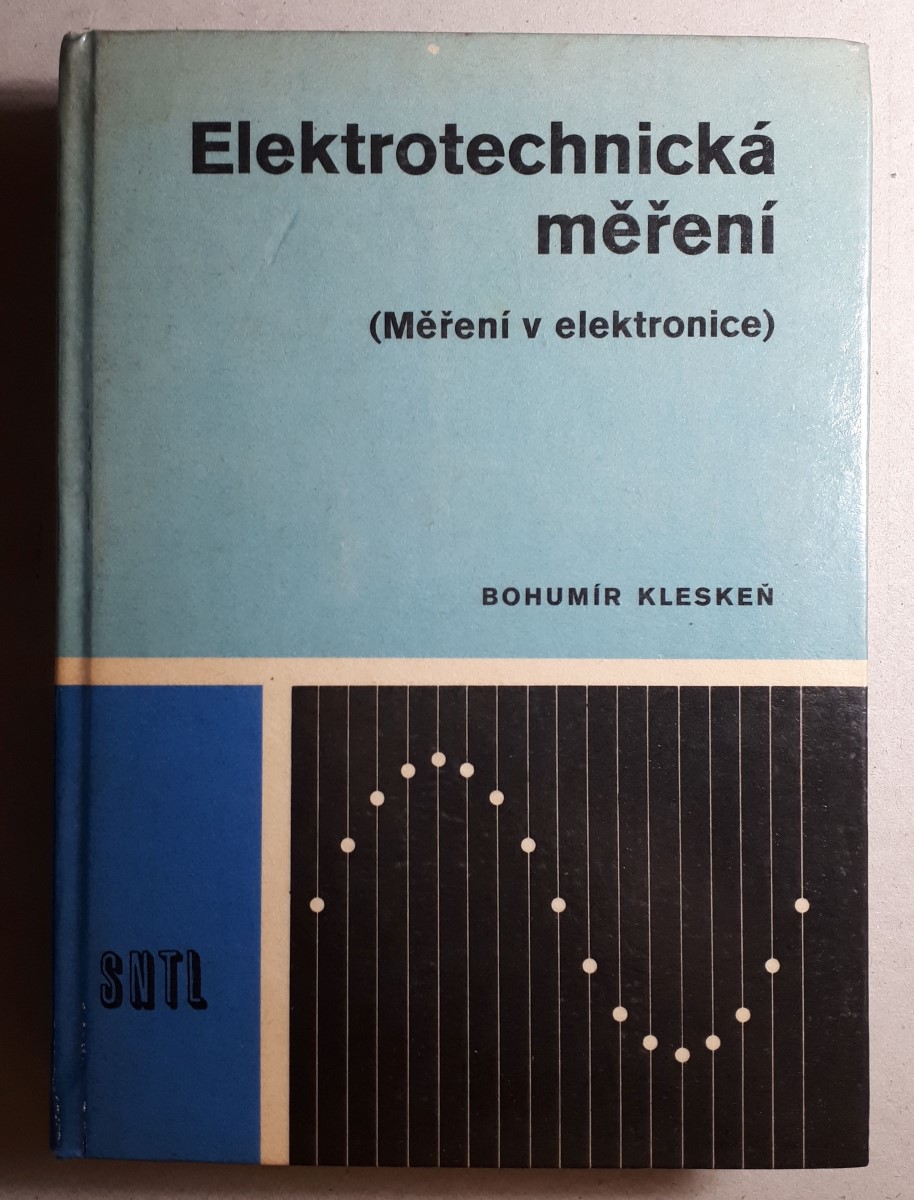 Elektrotechnická
měření
(Měření v elektronice)
BOHUMÍR KLESKEŇ
SNTL